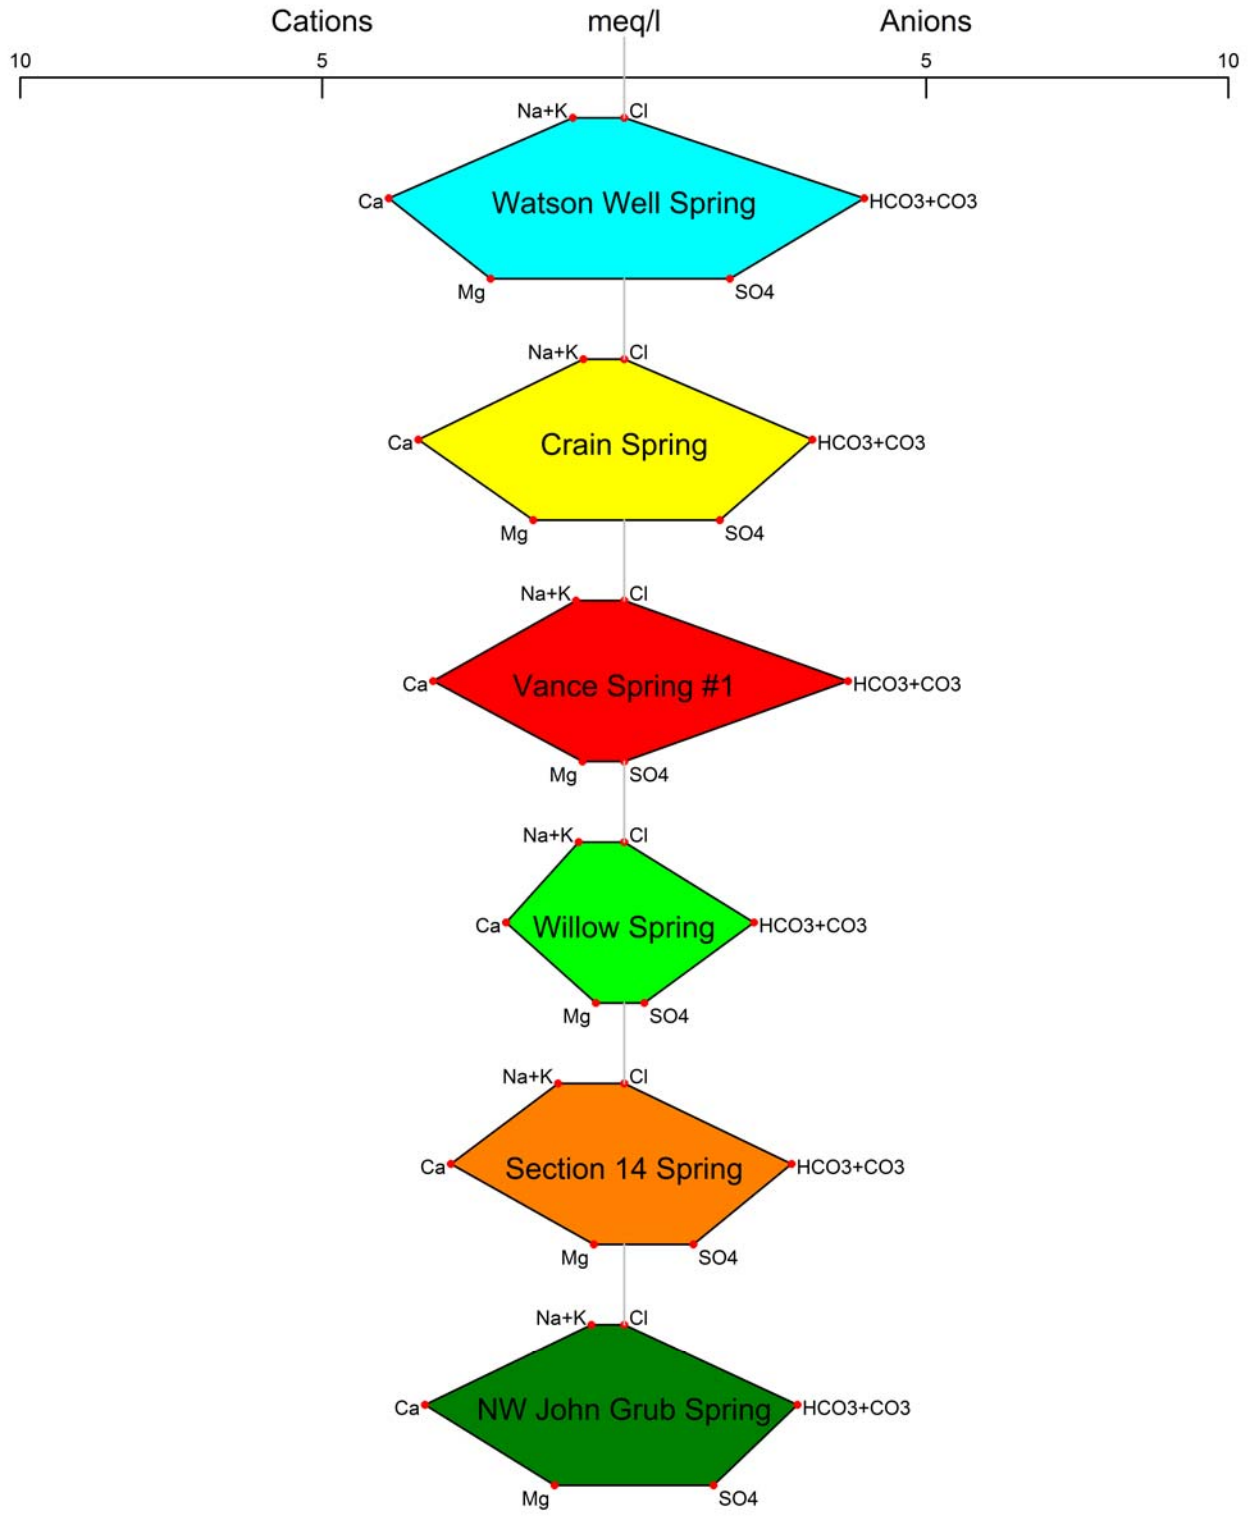 Cations meq/l Anions
10 5 5 10
Na+K Cl
Ca Watson Well Spring HCO3+CO3
Mg SO4
Na+K Cl
Ca Crain Spring HCO3+CO3
Mg SO4
Na+K Cl
Ca Vance Spring #1 HCO3+CO3
Mg SO4
Na+K Cl
Ca Willow Spring HCO3+CO3
Mg SO4
Na+K Cl
Ca Section 14 Spring HCO3+CO3
Mg SO4
Na+K Cl
Ca NW John Grub Spring HCO3+CO3
Mg SO4